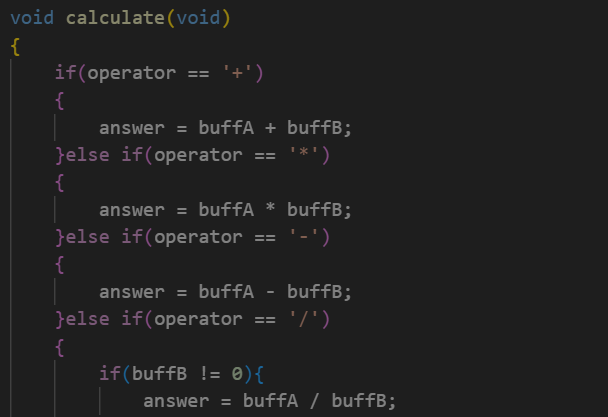 void calculate(void)
{
    if(operator == '+')
    {
        answer = buffA + buffB;
    }else if(operator == '*')
    {
        answer = buffA * buffB;
    }else if(operator == '-')
    {
        answer = buffA - buffB;
    }else if(operator == '/')
    {
        if(buffB != 0){
            answer = buffA / buffB;